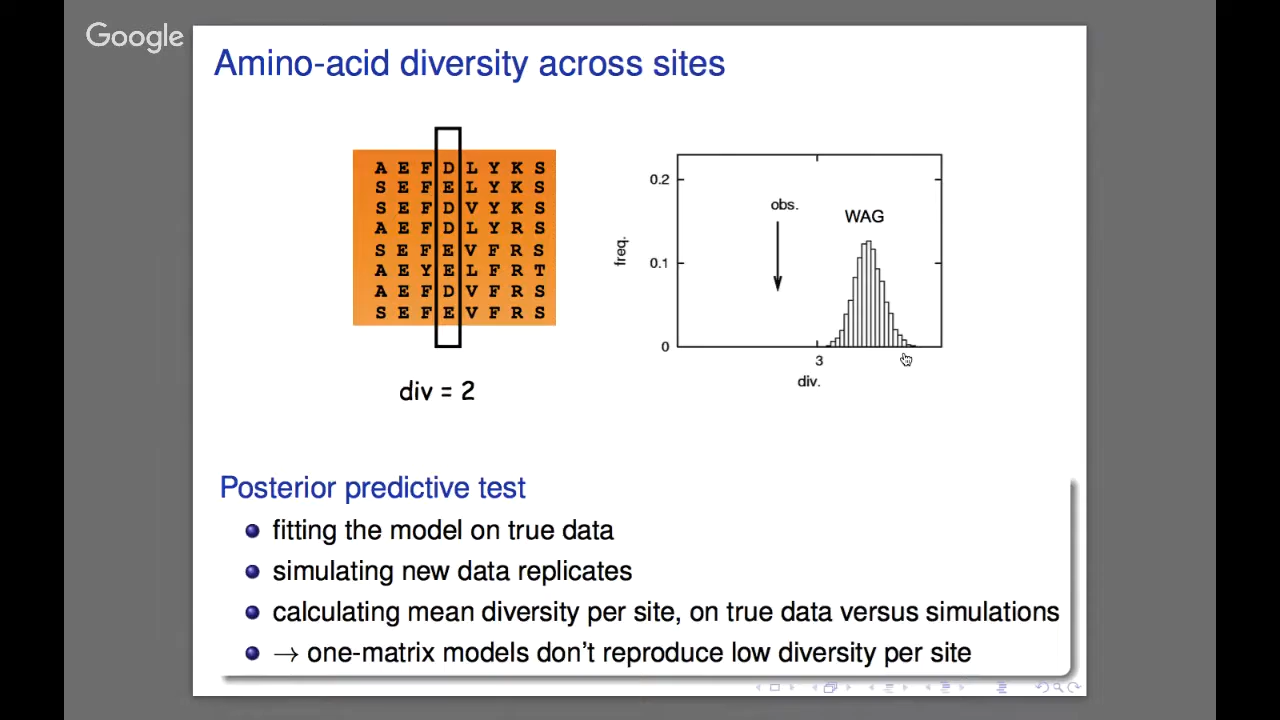 Google
Amino-acid diversity across sites
A E F D L Y K S
S E F E L Y K S
S E F D V Y K S
A E F D L Y R S
S E F E V F R S
A E Y E L F R T
A E F D V F R S
S E F E V F R S
div = 2
0.2
0.1
0
freq.
obs.
WAG
3
div.
Posterior predictive test
fitting the model on true data
simulating new data replicates
calculating mean diversity per site, on true data versus simulations
→ one-matrix models don't reproduce low diversity per site